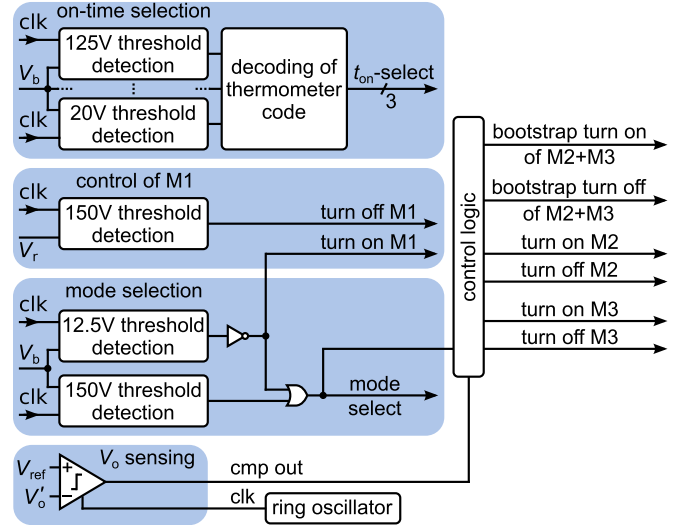 on-time selection
clk
125V threshold
detection
V_b
20V threshold
detection
clk
decoding of
thermometer
code
t_on-select
3
control of M1
clk
150V threshold
detection
V_r
turn off M1
turn on M1
mode selection
clk
12.5V threshold
detection
V_b
150V threshold
detection
clk
mode
select
control logic
bootstrap turn on
of M2+M3
bootstrap turn off
of M2+M3
turn on M2
turn off M2
turn on M3
turn off M3
V_o sensing
V_ref
+
V_o′
−
cmp out
clk
ring oscillator